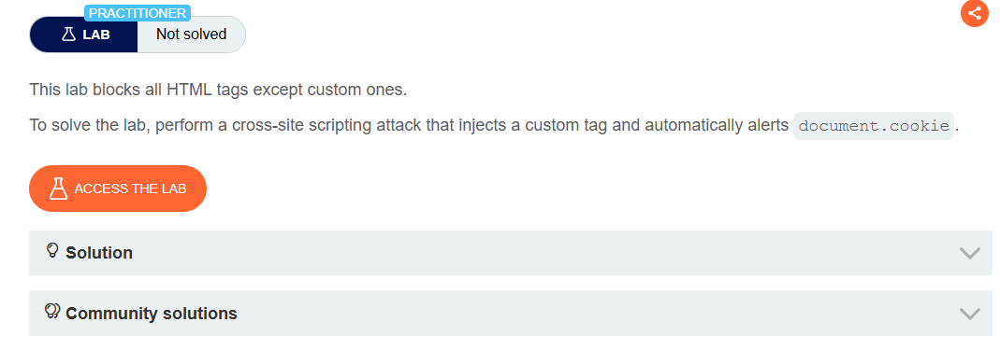 PRACTITIONER
LAB
Not solved
This lab blocks all HTML tags except custom ones.
To solve the lab, perform a cross-site scripting attack that injects a custom tag and automatically alerts document.cookie.
ACCESS THE LAB
Solution
Community solutions